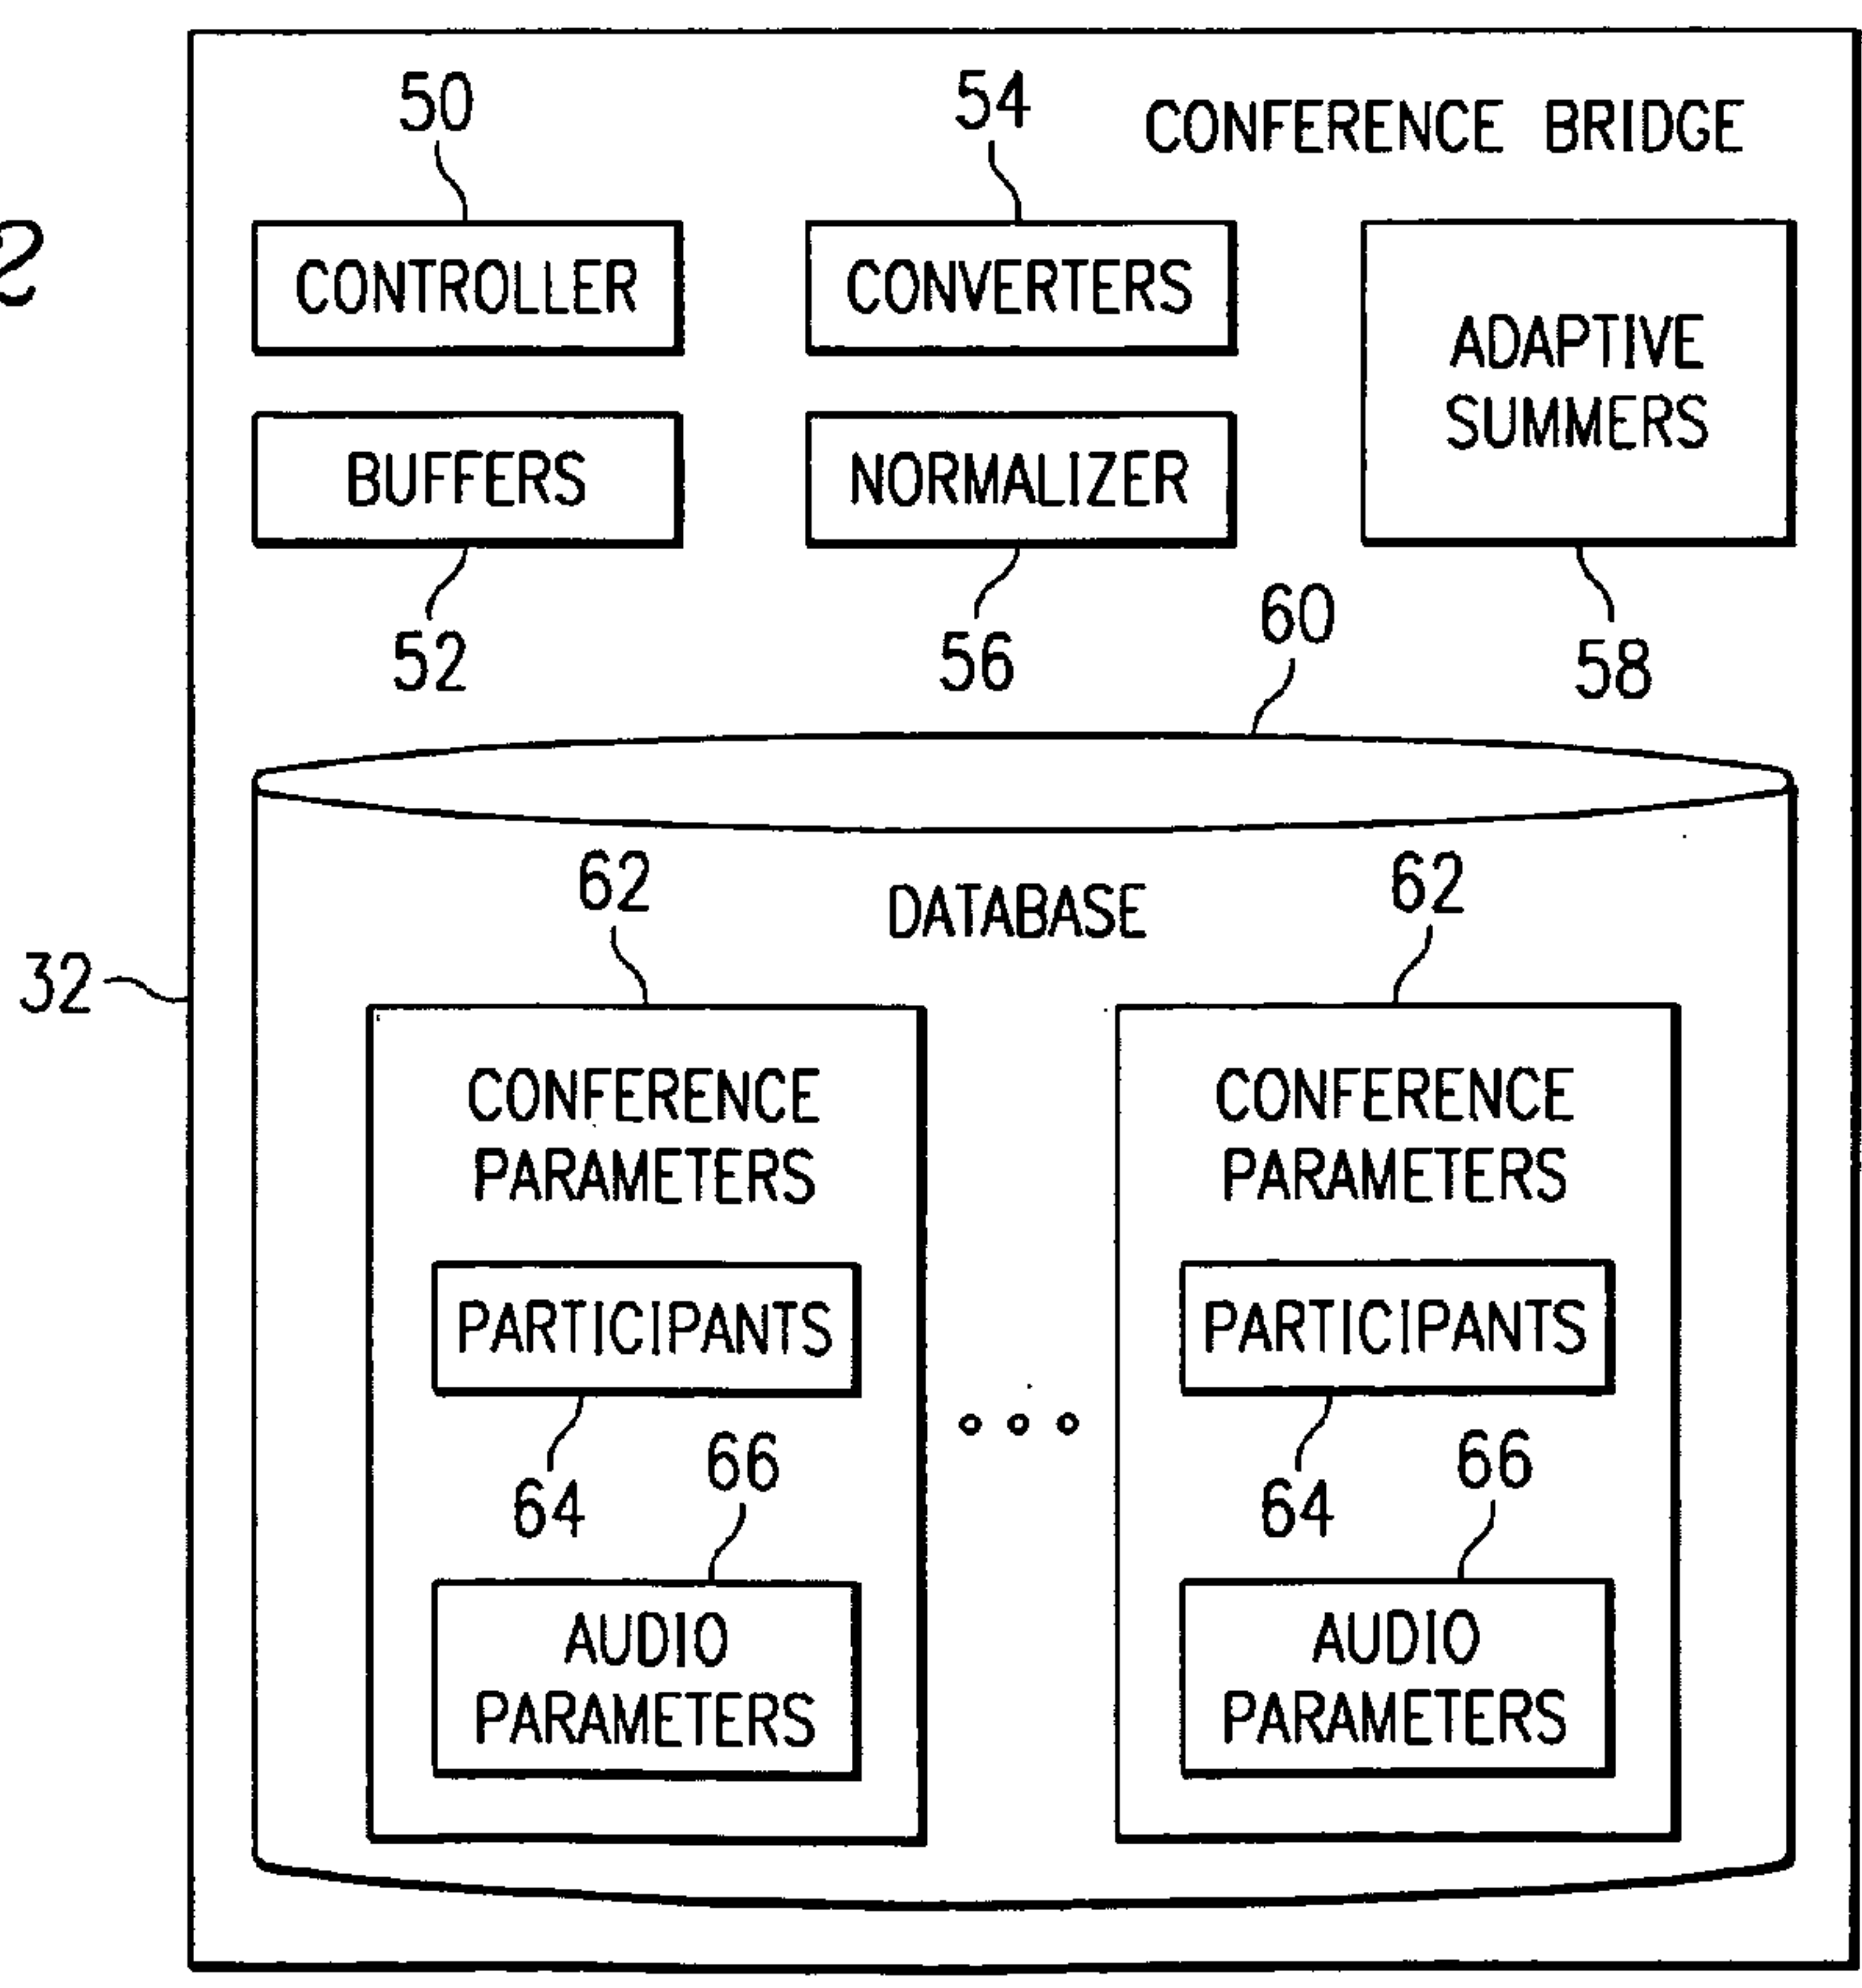 50
54
CONFERENCE BRIDGE
2
CONTROLLER
CONVERTERS
ADAPTIVE
SUMMERS
BUFFERS
NORMALIZER
52
56
60
58
62
DATABASE
62
32
CONFERENCE
PARAMETERS
PARTICIPANTS
64
66
AUDIO
PARAMETERS
CONFERENCE
PARAMETERS
PARTICIPANTS
64
66
AUDIO
PARAMETERS